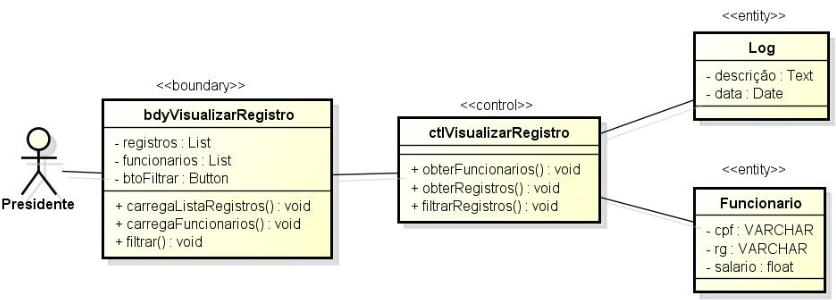 Presidente
<<boundary>>
bdyVisualizarRegistro
- registros : List
- funcionarios : List
- btoFiltrar : Button
+ carregaListaRegistros() : void
+ carregaFuncionarios() : void
+ filtrar() : void
<<control>>
ctlVisualizarRegistro
+ obterFuncionarios() : void
+ obterRegistros() : void
+ filtrarRegistros() : void
<<entity>>
Log
- descrição : Text
- data : Date
<<entity>>
Funcionario
- cpf : VARCHAR
- rg : VARCHAR
- salario : float